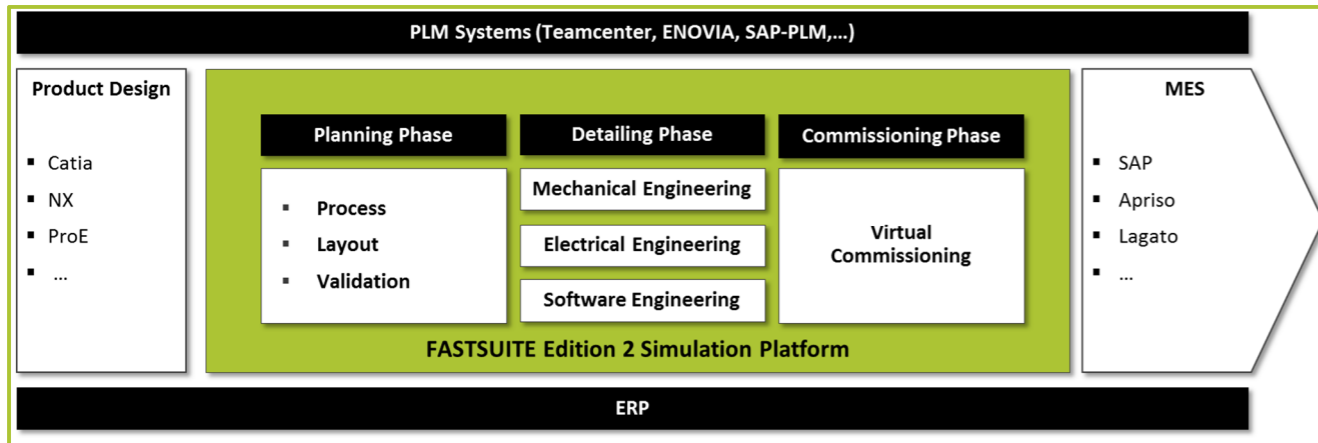 PLM Systems (Teamcenter, ENOVIA, SAP-PLM,...)
Product Design
▪ Catia
▪ NX
▪ ProE
▪ ...
Planning Phase
▪ Process
▪ Layout
▪ Validation
Detailing Phase
Mechanical Engineering
Electrical Engineering
Software Engineering
Commissioning Phase
Virtual
Commissioning
FASTSUITE Edition 2 Simulation Platform
MES
▪ SAP
▪ Apriso
▪ Lagato
▪ ...
ERP